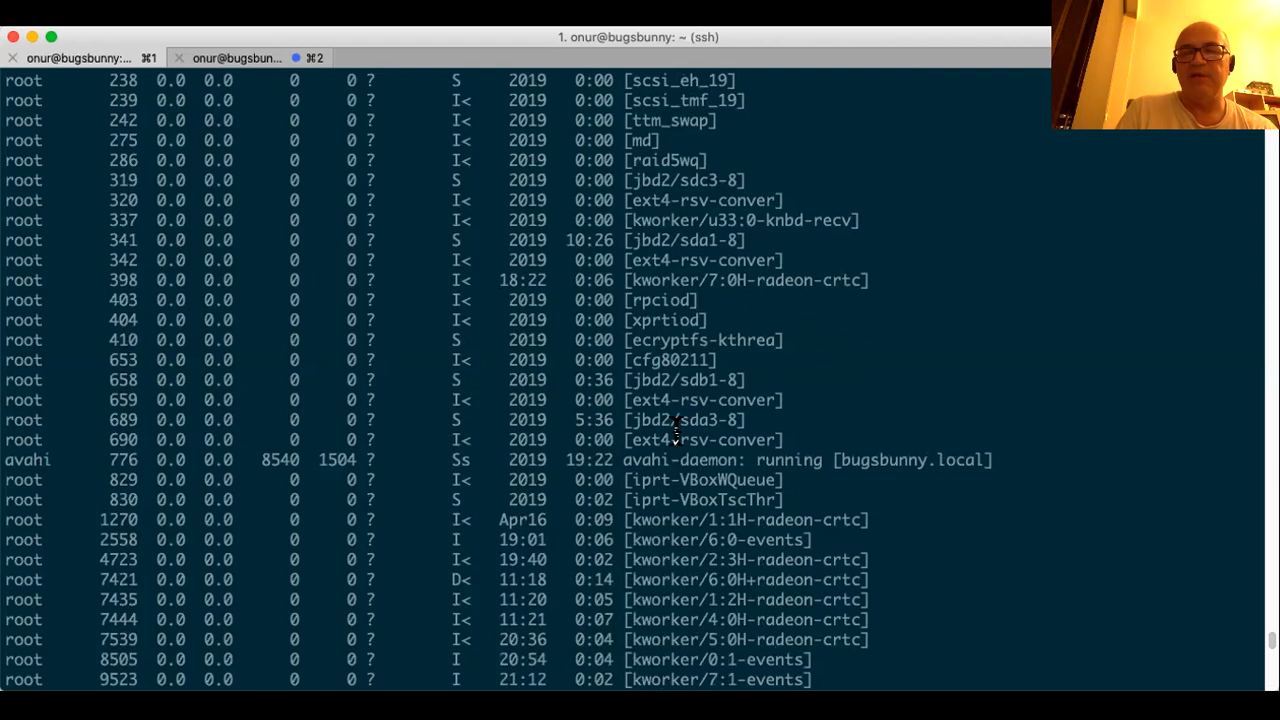 1. onur@bugsbunny: ~ (ssh)
onur@bugsbunny:... ⌘1 onur@bugsbun... ⌘2
root 238 0.0 0.0 0 0 ? S 2019 0:00 [scsi_eh_19]
root 239 0.0 0.0 0 0 ? I< 2019 0:00 [scsi_tmf_19]
root 242 0.0 0.0 0 0 ? I< 2019 0:00 [ttm_swap]
root 275 0.0 0.0 0 0 ? I< 2019 0:00 [md]
root 286 0.0 0.0 0 0 ? I< 2019 0:00 [raid5wq]
root 319 0.0 0.0 0 0 ? S 2019 0:00 [jbd2/sdc3-8]
root 320 0.0 0.0 0 0 ? I< 2019 0:00 [ext4-rsv-conver]
root 337 0.0 0.0 0 0 ? I< 2019 0:00 [kworker/u33:0-knbd-recv]
root 341 0.0 0.0 0 0 ? S 2019 10:26 [jbd2/sda1-8]
root 342 0.0 0.0 0 0 ? I< 2019 0:00 [ext4-rsv-conver]
root 398 0.0 0.0 0 0 ? I< 18:22 0:06 [kworker/7:0H-radeon-crtc]
root 403 0.0 0.0 0 0 ? I< 2019 0:00 [rpciod]
root 404 0.0 0.0 0 0 ? I< 2019 0:00 [xprtiod]
root 410 0.0 0.0 0 0 ? S 2019 0:00 [ecryptfs-kthrea]
root 653 0.0 0.0 0 0 ? I< 2019 0:00 [cfg80211]
root 658 0.0 0.0 0 0 ? S 2019 0:36 [jbd2/sdb1-8]
root 659 0.0 0.0 0 0 ? I< 2019 0:00 [ext4-rsv-conver]
root 689 0.0 0.0 0 0 ? S 2019 5:36 [jbd2/sda3-8]
root 690 0.0 0.0 0 0 ? I< 2019 0:00 [ext4-rsv-conver]
avahi 776 0.0 0.0 8540 1504 ? Ss 2019 19:22 avahi-daemon: running [bugsbunny.local]
root 829 0.0 0.0 0 0 ? I< 2019 0:00 [iprt-VBoxWQueue]
root 830 0.0 0.0 0 0 ? S 2019 0:02 [iprt-VBoxTscThr]
root 1270 0.0 0.0 0 0 ? I< Apr16 0:09 [kworker/1:1H-radeon-crtc]
root 2558 0.0 0.0 0 0 ? I 19:01 0:06 [kworker/6:0-events]
root 4723 0.0 0.0 0 0 ? I< 19:40 0:02 [kworker/2:3H-radeon-crtc]
root 7421 0.0 0.0 0 0 ? D< 11:18 0:14 [kworker/6:0H+radeon-crtc]
root 7435 0.0 0.0 0 0 ? I< 11:20 0:05 [kworker/1:2H-radeon-crtc]
root 7444 0.0 0.0 0 0 ? I< 11:21 0:07 [kworker/4:0H-radeon-crtc]
root 7539 0.0 0.0 0 0 ? I< 20:36 0:04 [kworker/5:0H-radeon-crtc]
root 8505 0.0 0.0 0 0 ? I 20:54 0:04 [kworker/0:1-events]
root 9523 0.0 0.0 0 0 ? I 21:12 0:02 [kworker/7:1-events]